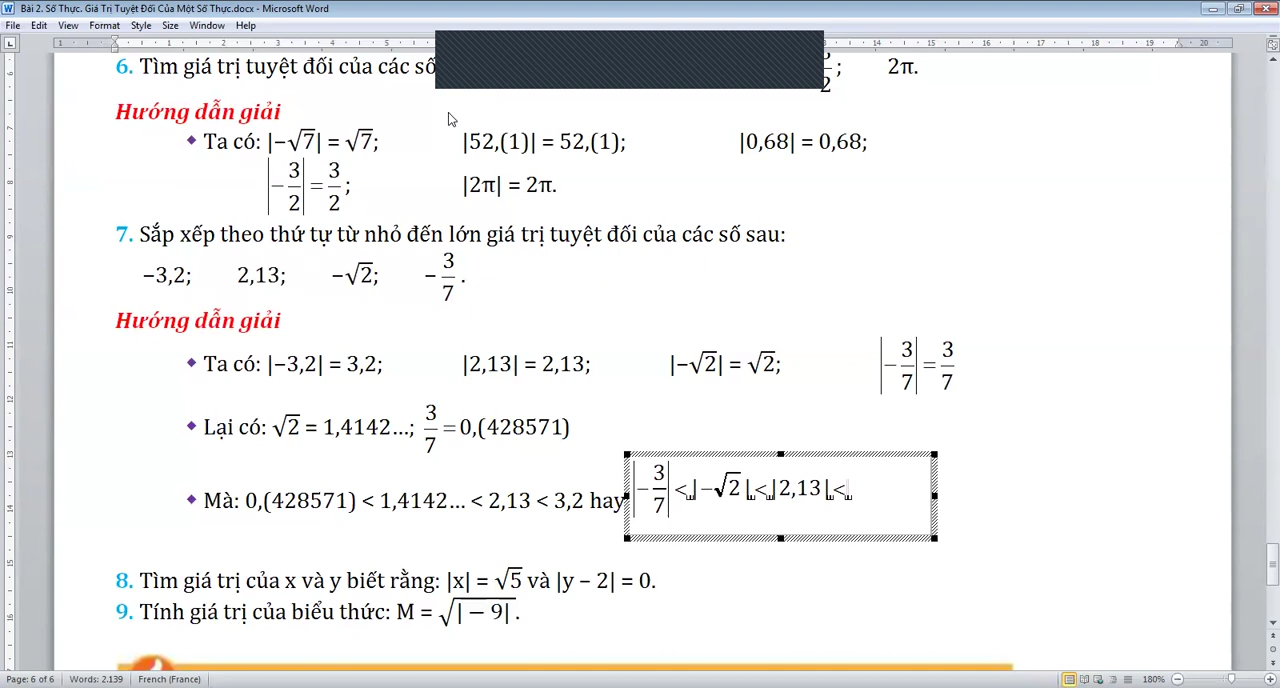 Bài 2. Số Thực. Giá Trị Tuyệt Đối Của Một Số Thực.docx - Microsoft Word
File Edit View Format Style Size Window Help
6. Tìm giá trị tuyệt đối của các số 2; 2π.
Hướng dẫn giải
Ta có: |−√7| = √7; |52,(1)| = 52,(1); |0,68| = 0,68;
|−3/2| = 3/2; |2π| = 2π.
7. Sắp xếp theo thứ tự từ nhỏ đến lớn giá trị tuyệt đối của các số sau:
−3,2; 2,13; −√2; −3/7.
Hướng dẫn giải
Ta có: |−3,2| = 3,2; |2,13| = 2,13; |−√2| = √2; |−3/7| = 3/7
Lại có: √2 = 1,4142...; 3/7 = 0,(428571)
Mà: 0,(428571) < 1,4142... < 2,13 < 3,2 hay |−3/7| < |−√2| < |2,13| <
8. Tìm giá trị của x và y biết rằng: |x| = √5 và |y – 2| = 0.
9. Tính giá trị của biểu thức: M = √|− 9|.
Page: 6 of 6 Words: 2.139 French (France) 180%